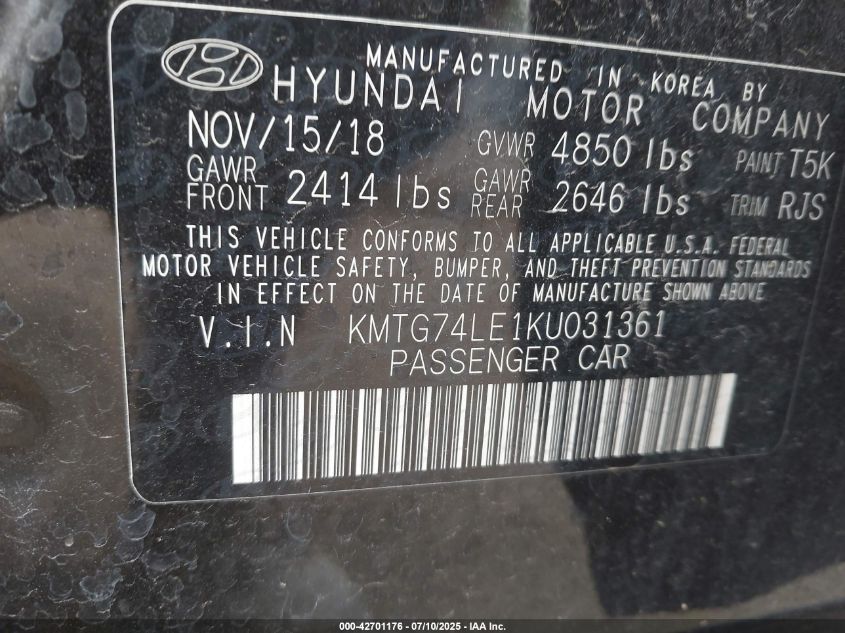 MANUFACTURED IN KOREA BY
HYUNDAI MOTOR COMPANY
NOV/15/18 GVWR 4850 lbs PAINT T5K
GAWR FRONT 2414 lbs GAWR REAR 2646 lbs TRIM RJS
THIS VEHICLE CONFORMS TO ALL APPLICABLE U.S.A. FEDERAL
MOTOR VEHICLE SAFETY, BUMPER, AND THEFT PREVENTION STANDARDS
IN EFFECT ON THE DATE OF MANUFACTURE SHOWN ABOVE
V.I.N KMTG74LE1KU031361
PASSENGER CAR
000-42701176 - 07/10/2025 - IAA Inc.